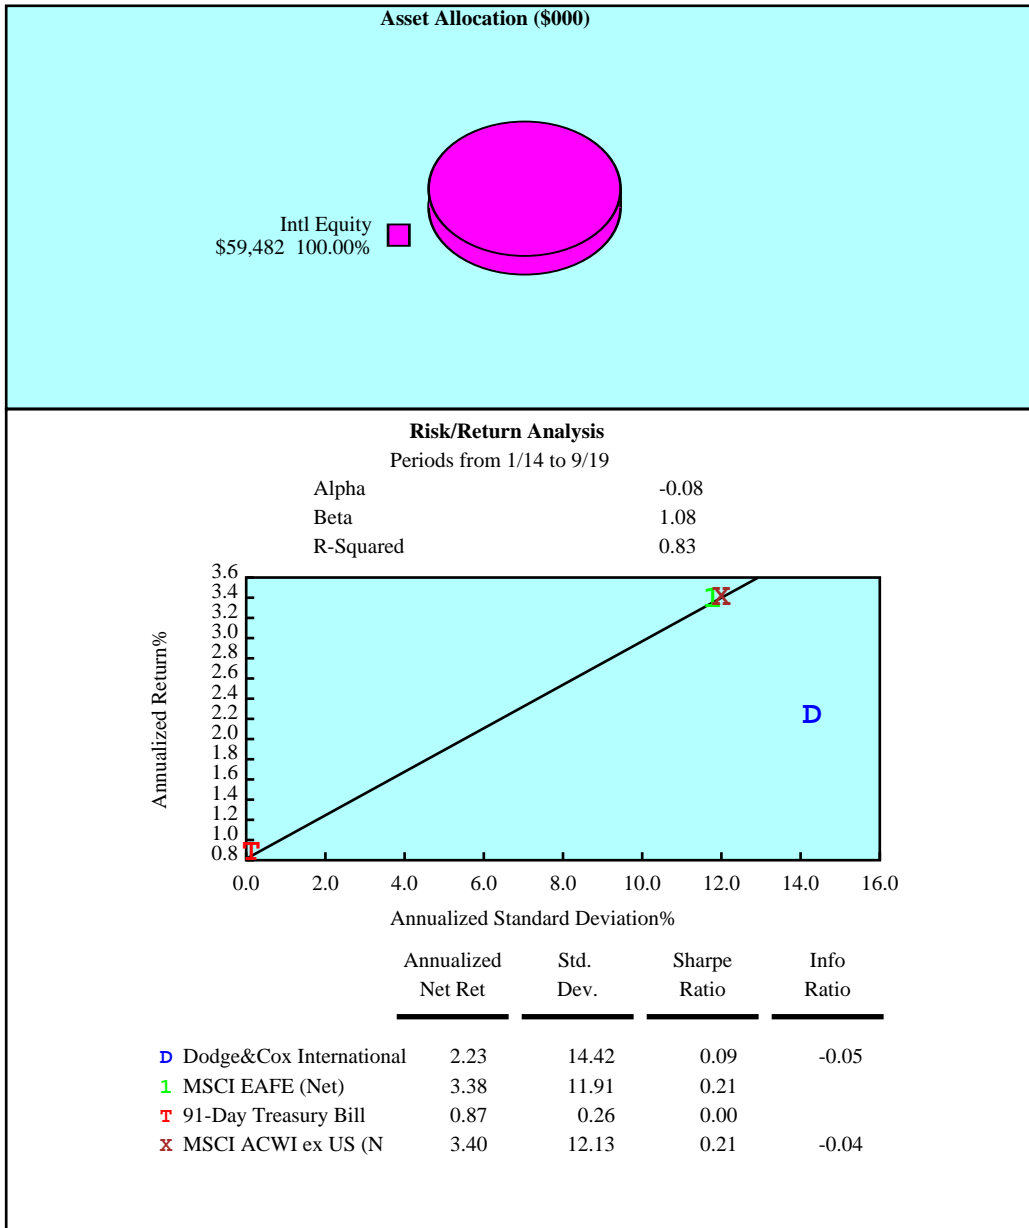 Asset Allocation ($000)
Intl Equity
$59,482 100.00%
Risk/Return Analysis
Periods from 1/14 to 9/19
Alpha -0.08
Beta 1.08
R-Squared 0.83
3.6
3.4
3.2
3.0
2.8
2.6
2.4
2.2
2.0
1.8
1.6
1.4
1.2
1.0
0.8
Annualized Return%
1 X
D
T
0.0 2.0 4.0 6.0 8.0 10.0 12.0 14.0 16.0
Annualized Standard Deviation%
Annualized Std. Sharpe Info
Net Ret Dev. Ratio Ratio
D Dodge&Cox International 2.23 14.42 0.09 -0.05
1 MSCI EAFE (Net) 3.38 11.91 0.21
T 91-Day Treasury Bill 0.87 0.26 0.00
X MSCI ACWI ex US (N 3.40 12.13 0.21 -0.04